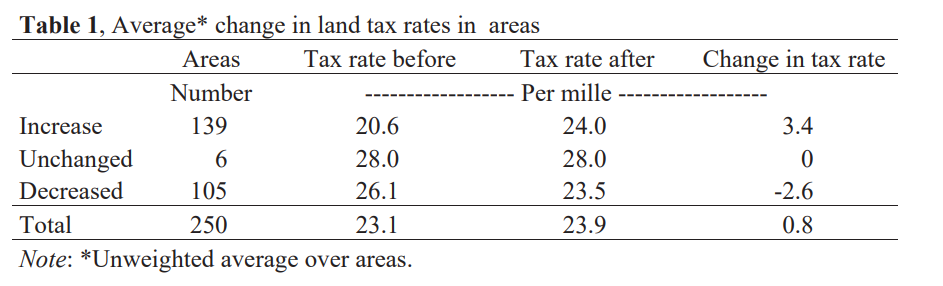 Table 1, Average* change in land tax rates in areas
Areas Tax rate before Tax rate after Change in tax rate
Number ------------------ Per mille ------------------
Increase 139 20.6 24.0 3.4
Unchanged 6 28.0 28.0 0
Decreased 105 26.1 23.5 -2.6
Total 250 23.1 23.9 0.8
Note: *Unweighted average over areas.